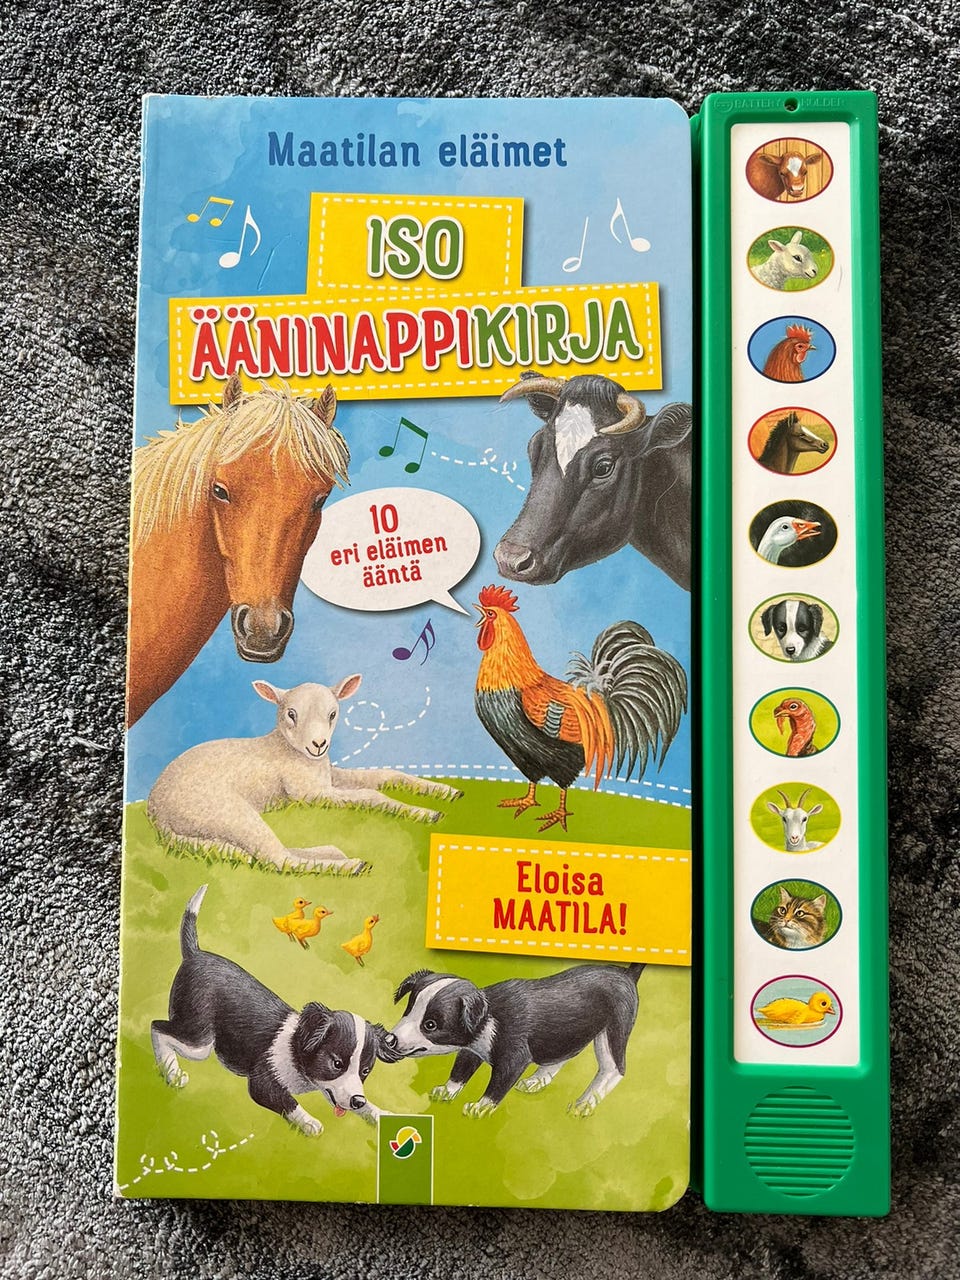 BATTERY HOLDER
Maatilan eläimet
ISO
ÄÄNINAPPIKIRJA
10
eri eläimen
ääntä
Eloisa
MAATILA!